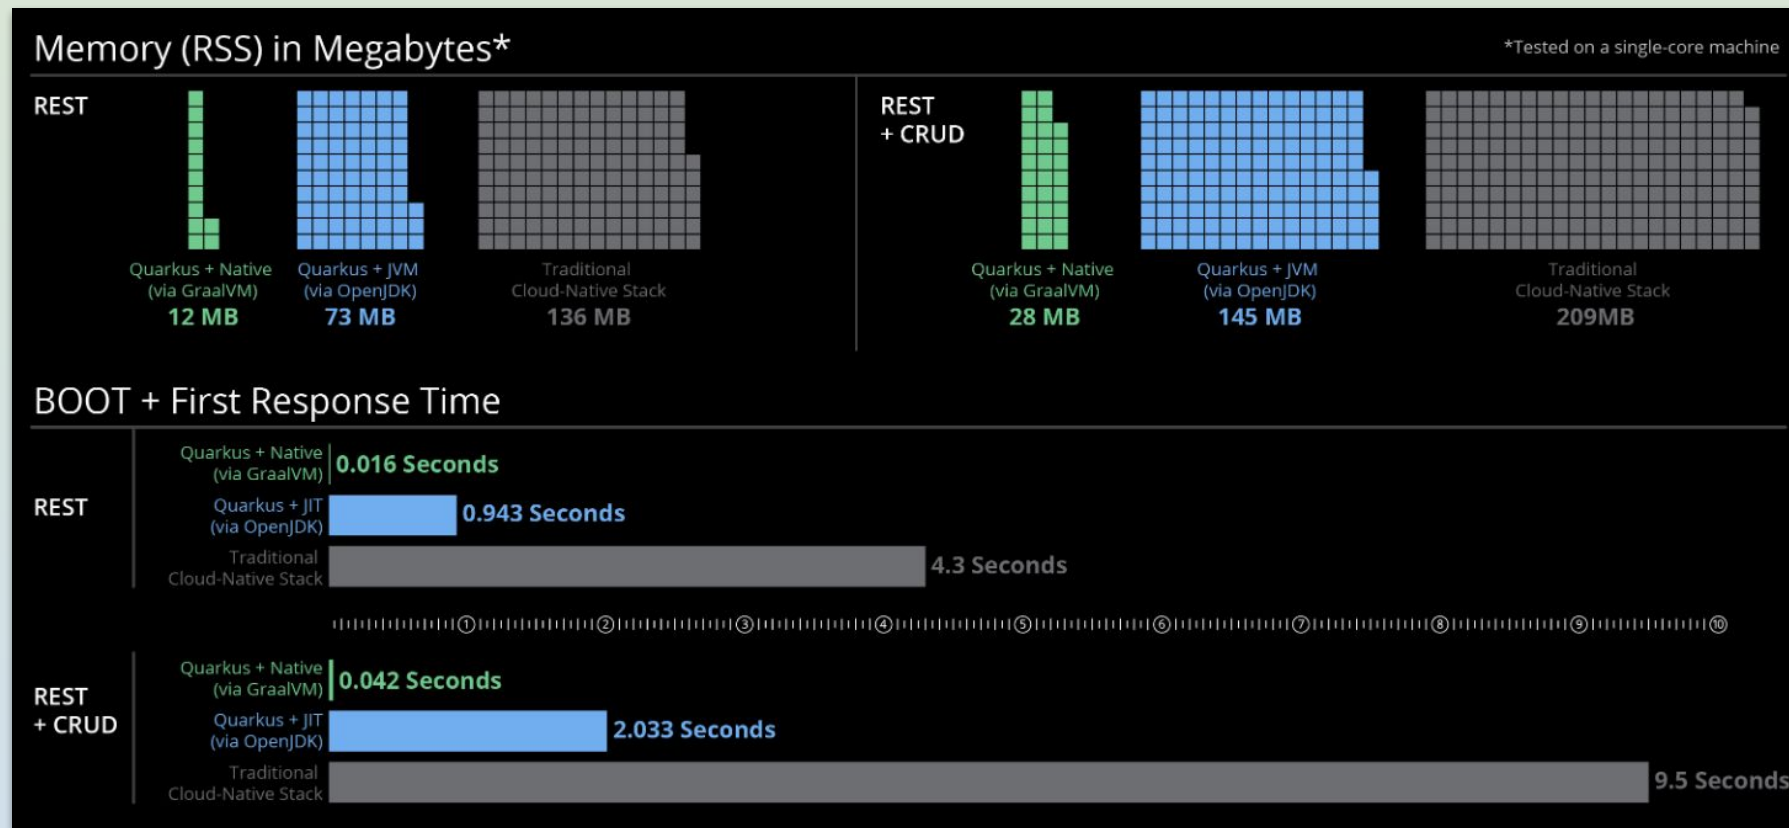 Memory (RSS) in Megabytes*
*Tested on a single-core machine
REST
Quarkus + Native
(via GraalVM)
12 MB
Quarkus + JVM
(via OpenJDK)
73 MB
Traditional
Cloud-Native Stack
136 MB
REST
+ CRUD
Quarkus + Native
(via GraalVM)
28 MB
Quarkus + JVM
(via OpenJDK)
145 MB
Traditional
Cloud-Native Stack
209MB
BOOT + First Response Time
REST
Quarkus + Native
(via GraalVM)
0.016 Seconds
Quarkus + JIT
(via OpenJDK)
0.943 Seconds
Traditional
Cloud-Native Stack
4.3 Seconds
1 2 3 4 5 6 7 8 9 10
REST
+ CRUD
Quarkus + Native
(via GraalVM)
0.042 Seconds
Quarkus + JIT
(via OpenJDK)
2.033 Seconds
Traditional
Cloud-Native Stack
9.5 Seconds